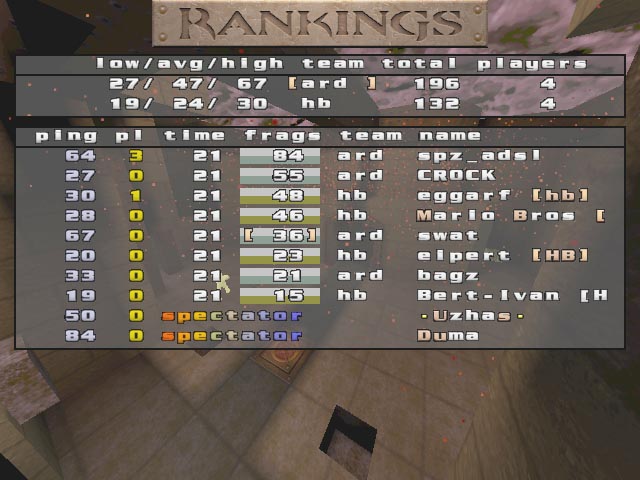 RANKINGS
low/avg/high team total players
27/ 47/ 67 [ard ] 196 4
19/ 24/ 30 hb 132 4
ping pl time frags team name
64 3 21 84 ard spz_adsl
27 0 21 55 ard CROCK
30 1 21 48 hb eggarf [hb]
28 0 21 46 hb Mario Bros [
67 0 21 [ 36] ard swat
20 0 21 23 hb elpert [HB]
33 0 21 21 ard bagz
19 0 21 15 hb Bert-Ivan [H
50 0 spectator ·Uzhas·
84 0 spectator Duma